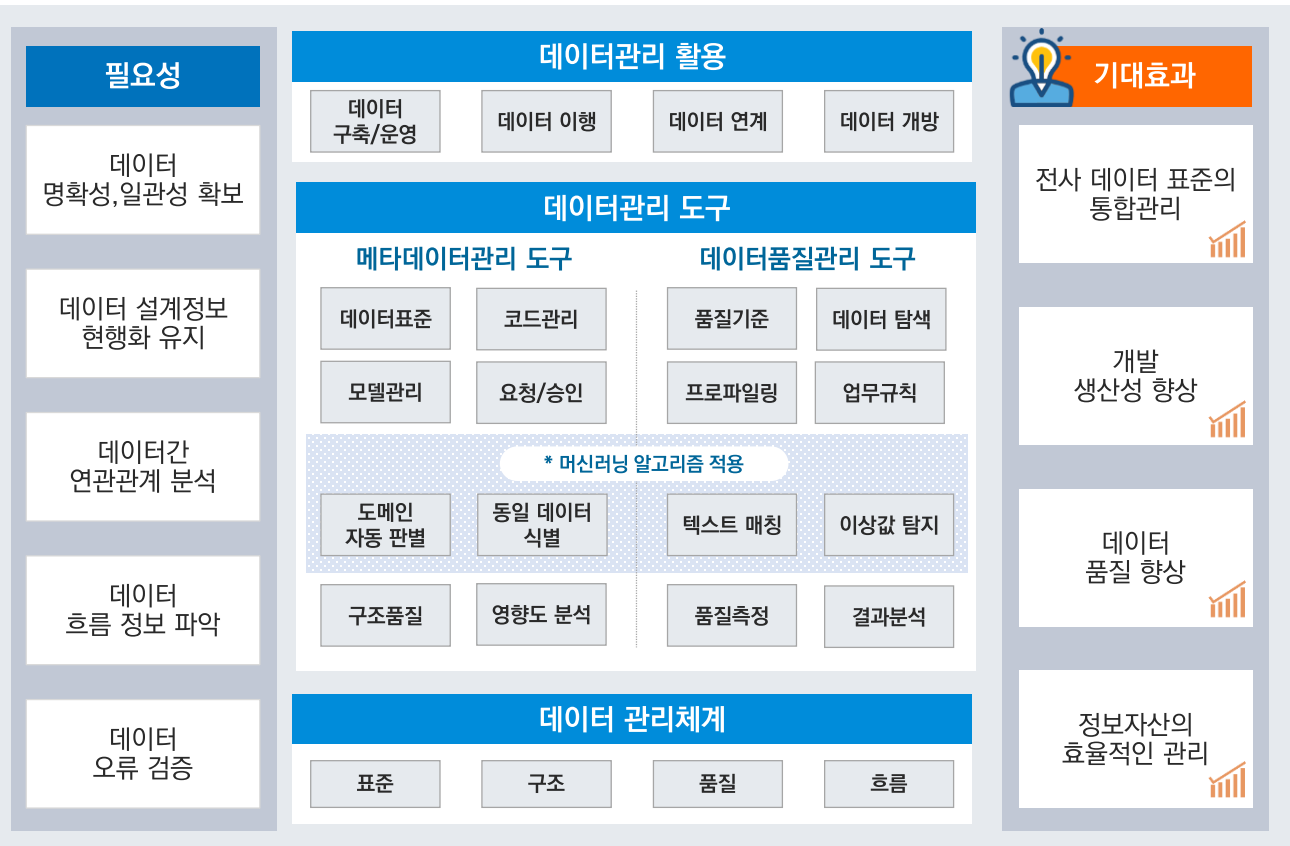 필요성
데이터
명확성,일관성 확보
데이터 설계정보
현행화 유지
데이터간
연관관계 분석
데이터
흐름 정보 파악
데이터
오류 검증
데이터관리 활용
데이터
구축/운영
데이터 이행
데이터 연계
데이터 개방
데이터관리 도구
메타데이터관리 도구
데이터표준
코드관리
모델관리
요청/승인
데이터품질관리 도구
품질기준
데이터 탐색
프로파일링
업무규칙
* 머신러닝 알고리즘 적용
도메인
자동 판별
동일 데이터
식별
텍스트 매칭
이상값 탐지
구조품질
영향도 분석
품질측정
결과분석
데이터 관리체계
표준
구조
품질
흐름
기대효과
전사 데이터 표준의
통합관리
개발
생산성 향상
데이터
품질 향상
정보자산의
효율적인 관리